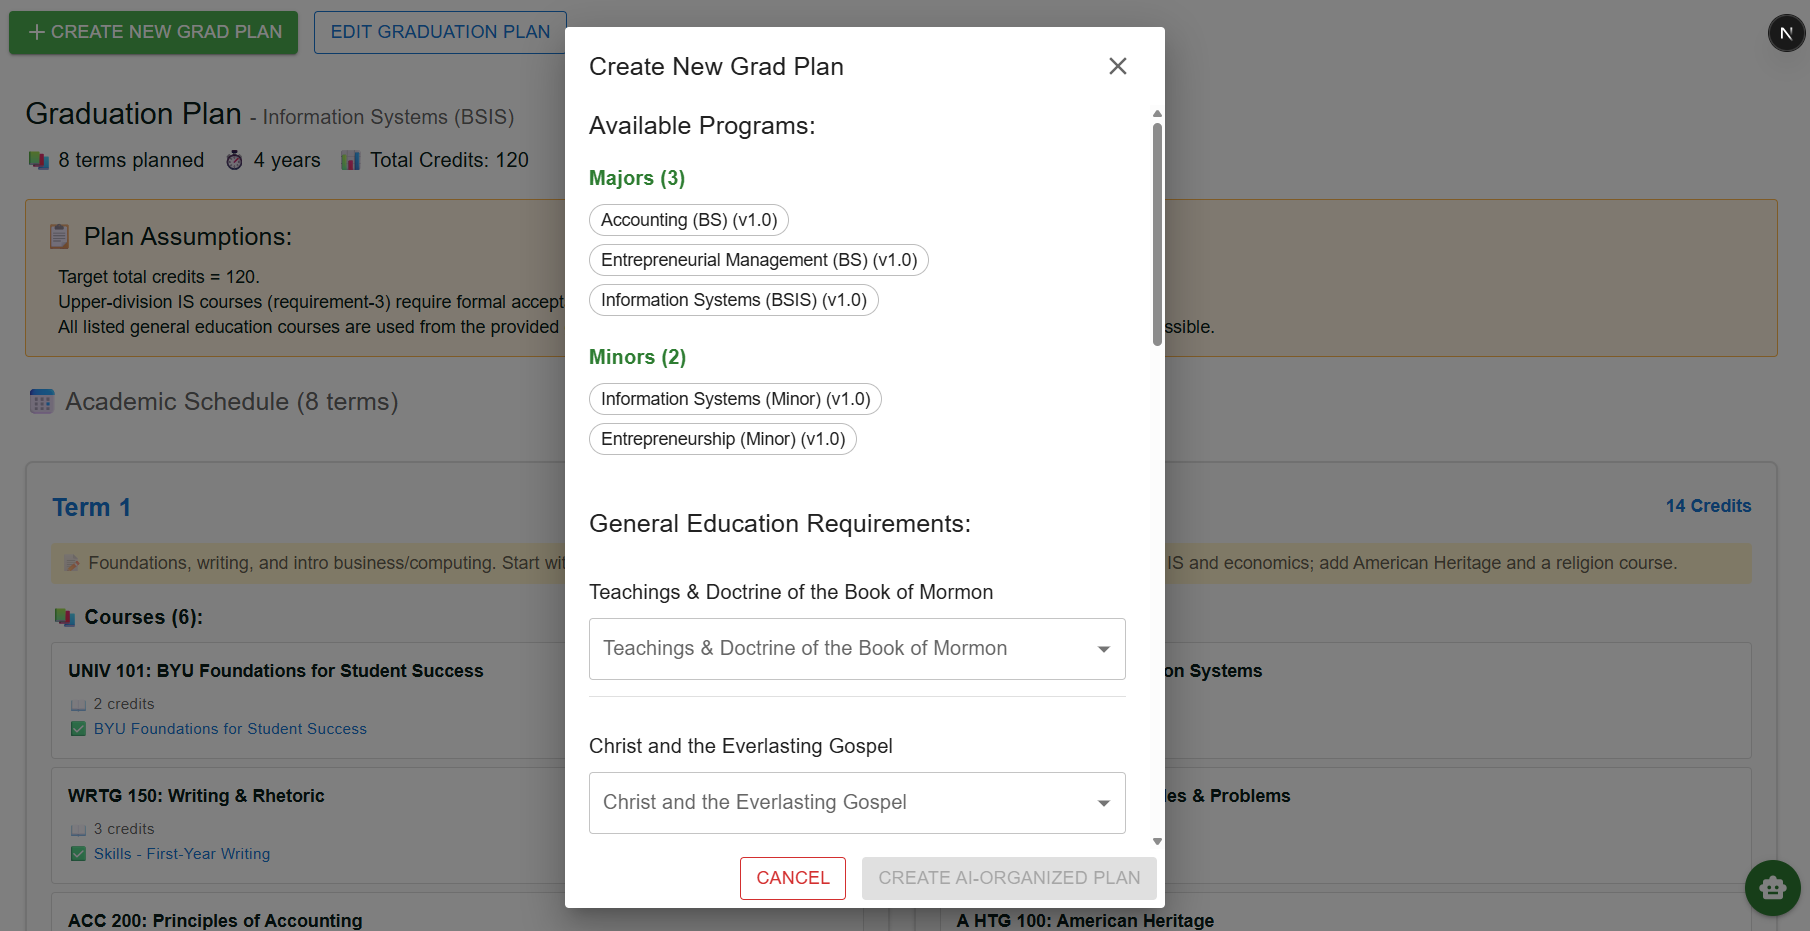 CREATE NEW GRAD PLAN
EDIT GRADUATION PLAN
N
Graduation Plan - Information Systems (BSIS)
8 terms planned 4 years Total Credits: 120
Plan Assumptions:
Target total credits = 120.
Upper-division IS courses (requirement-3) require formal accept
All listed general education courses are used from the provided
ssible.
Academic Schedule (8 terms)
Term 1
14 Credits
Foundations, writing, and intro business/computing. Start wit
IS and economics; add American Heritage and a religion course.
Courses (6):
UNIV 101: BYU Foundations for Student Success
2 credits
BYU Foundations for Student Success
on Systems
WRTG 150: Writing & Rhetoric
3 credits
Skills - First-Year Writing
les & Problems
ACC 200: Principles of Accounting
A HTG 100: American Heritage
Create New Grad Plan
Available Programs:
Majors (3)
Accounting (BS) (v1.0)
Entrepreneurial Management (BS) (v1.0)
Information Systems (BSIS) (v1.0)
Minors (2)
Information Systems (Minor) (v1.0)
Entrepreneurship (Minor) (v1.0)
General Education Requirements:
Teachings & Doctrine of the Book of Mormon
Teachings & Doctrine of the Book of Mormon
Christ and the Everlasting Gospel
Christ and the Everlasting Gospel
CANCEL
CREATE AI-ORGANIZED PLAN